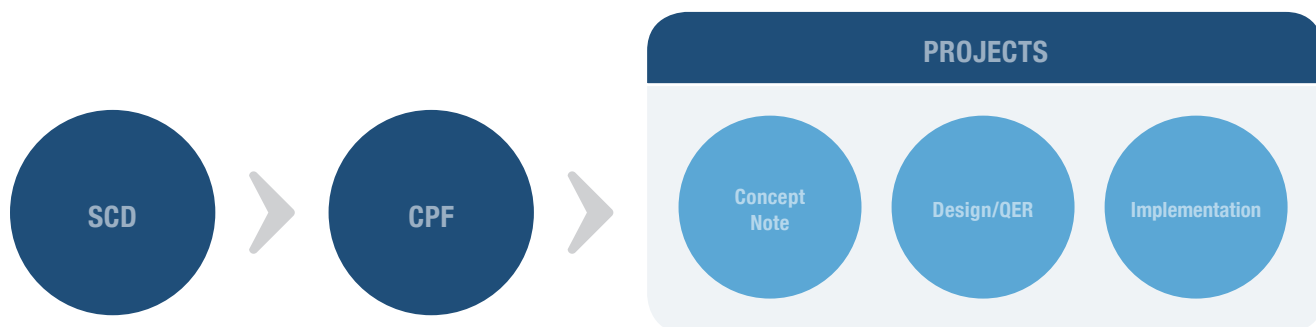 PROJECTS
SCD
CPF
Concept
Note
Design/QER
Implementation